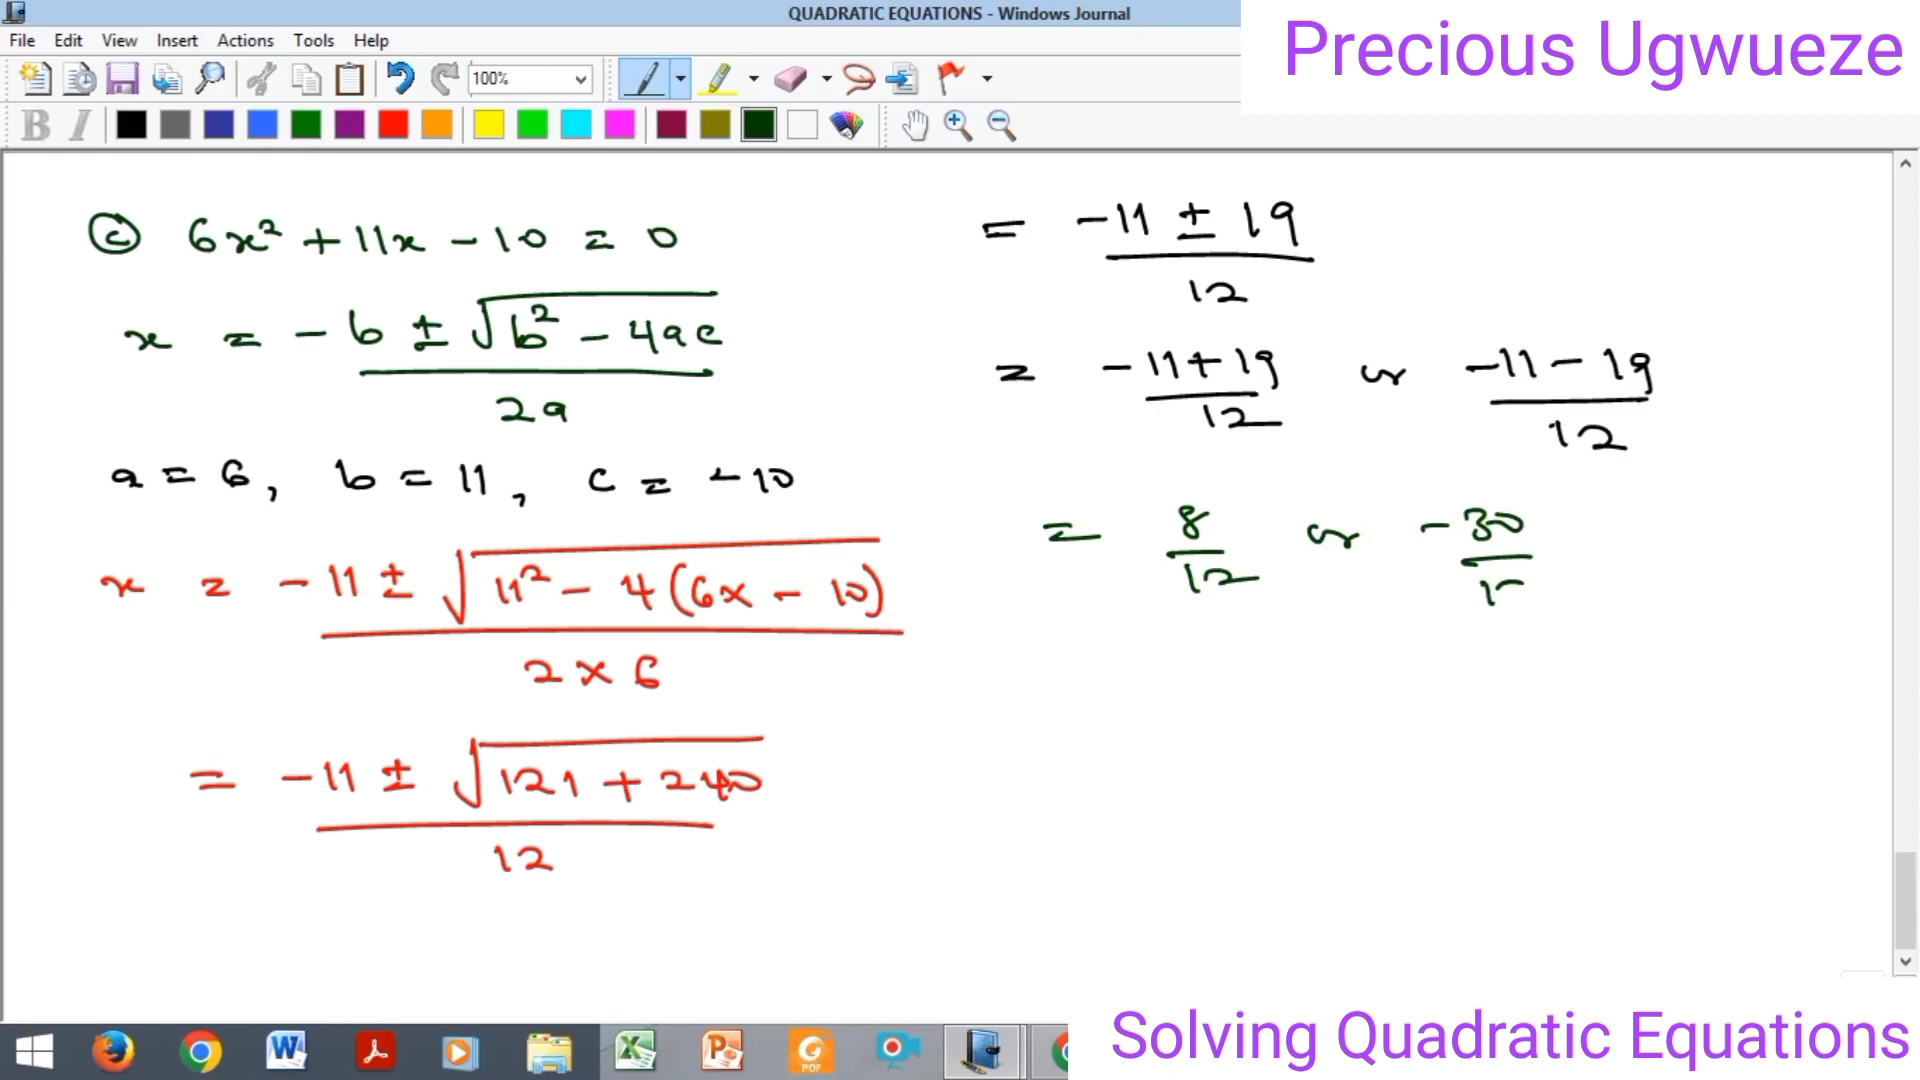 QUADRATIC EQUATIONS - Windows Journal
Precious Ugwueze
File Edit View Insert Actions Tools Help
100%
B I
ⓒ 6x² + 11x - 10 = 0
x = -b ± √(b² - 4ac)
2a
a = 6, b = 11, c = -10
x = -11 ± √(11² - 4(6x - 10)
2 x 6
= -11 ± √(121 + 240)
12
= -11 ± 19
12
= -11+19 or -11 - 19
12 12
= 8 or -30
12
PDF
Solving Quadratic Equations